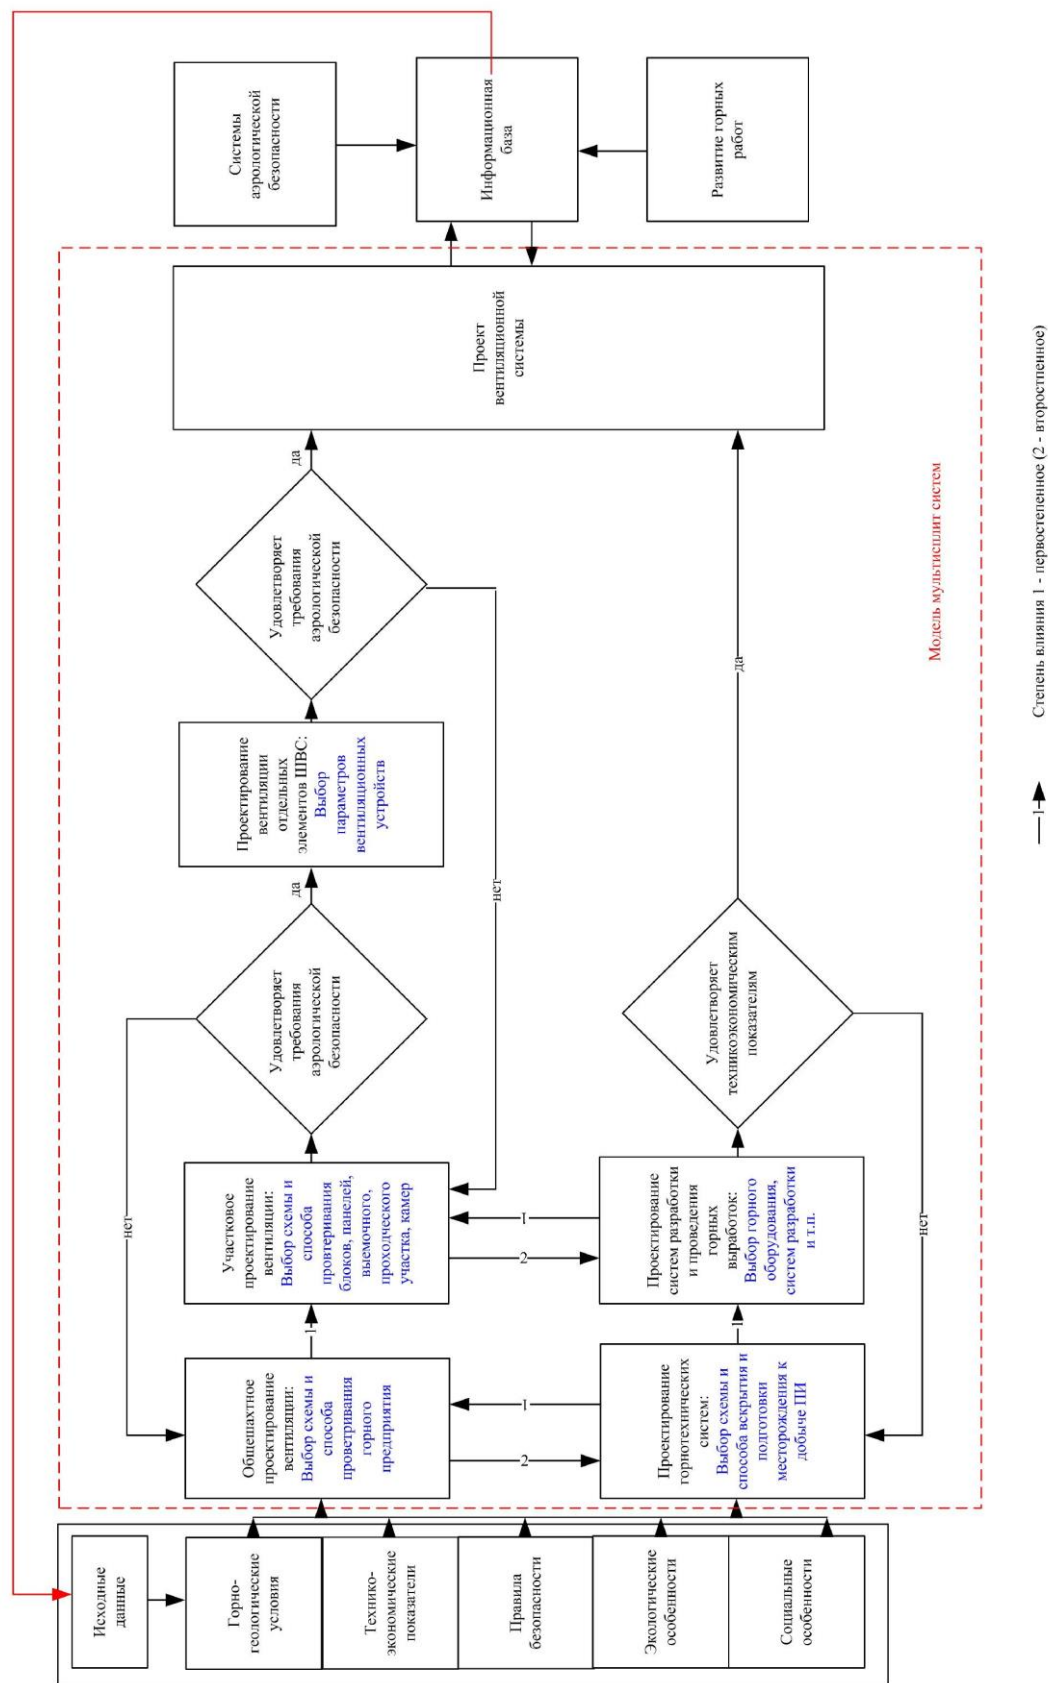 Исходные
данные
Горно-
геологические
условия
Технико-
экономические
показатели
Правила
безопасности
Экологические
особенности
Социальные
особенности
Общешахтное
проектирование
вентиляции:
Выбор схемы и
способа
проветривания
горного
предприятия
Проектирование
горнотехнических
систем:
Выбор схемы и
способа вскрытия и
подготовки
месторождения к
добыче ПИ
2
1
1
1
Участковое
проектирование
вентиляции:
Выбор схемы и
способа
провтеривания
блоков, панелей,
выемочного,
проходческого
участка, камер
Проектирование
систем разработки
и проведения
горных
выработок:
Выбор горного
оборудования,
систем разработки
и т.п.
2
1
нет
Удовлетворяет
требования
аэрологической
безопасности
да
Удовлетворяет
техникоэкономическим
показателям
нет
да
Проектирование
вентиляции
отдельных
элементов ШВС:
Выбор
параметров
вентиляционных
устройств
Удовлетворяет
требования
аэрологической
безопасности
да
нет
Проект
вентиляционной
системы
Системы
аэрологической
безопасности
Информационная
база
Развитие горных
работ
Модель мультисплит систем
1
Степень влияния 1 - первостепенное (2 - второстпенное)